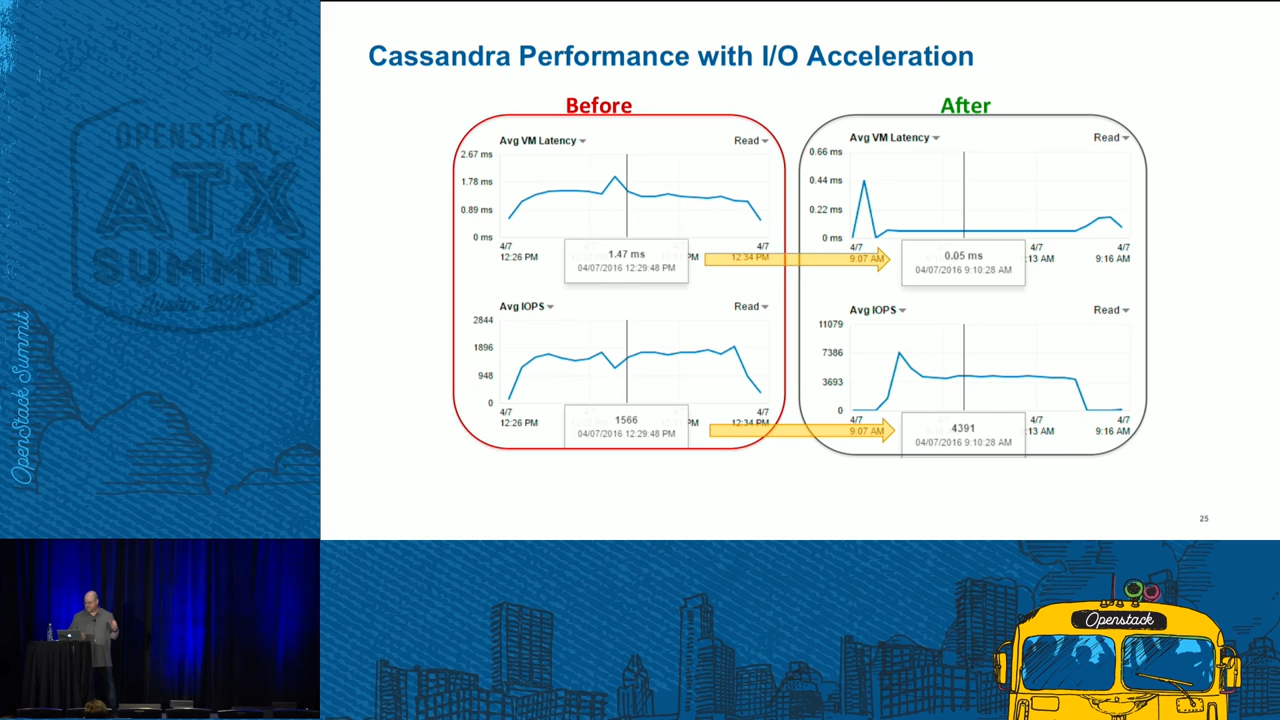 Cassandra Performance with I/O Acceleration
Before
Avg VM Latency
Read
2.67 ms
1.78 ms
0.89 ms
0 ms
4/7
12:26 PM
1.47 ms
04/07/2016 12:29:48 PM
PM
4/7
12:34 PM
Avg IOPS
Read
2844
1896
948
0
4/7
12:26 PM
1566
04/07/2016 12:29:48 PM
PM
4/7
12:34 PM
After
Avg VM Latency
Read
0.66 ms
0.44 ms
0.22 ms
0 ms
4/7
9:07 AM
0.05 ms
04/07/2016 9:10:28 AM
4/7
:13 AM
4/7
9:16 AM
Avg IOPS
Read
11079
7386
3693
0
4/7
9:07 AM
4391
04/07/2016 9:10:28 AM
4/7
:13 AM
4/7
9:16 AM
25
OPENSTACK
ATX
SUMMIT
Austin
OpenStack Summit
Openstack